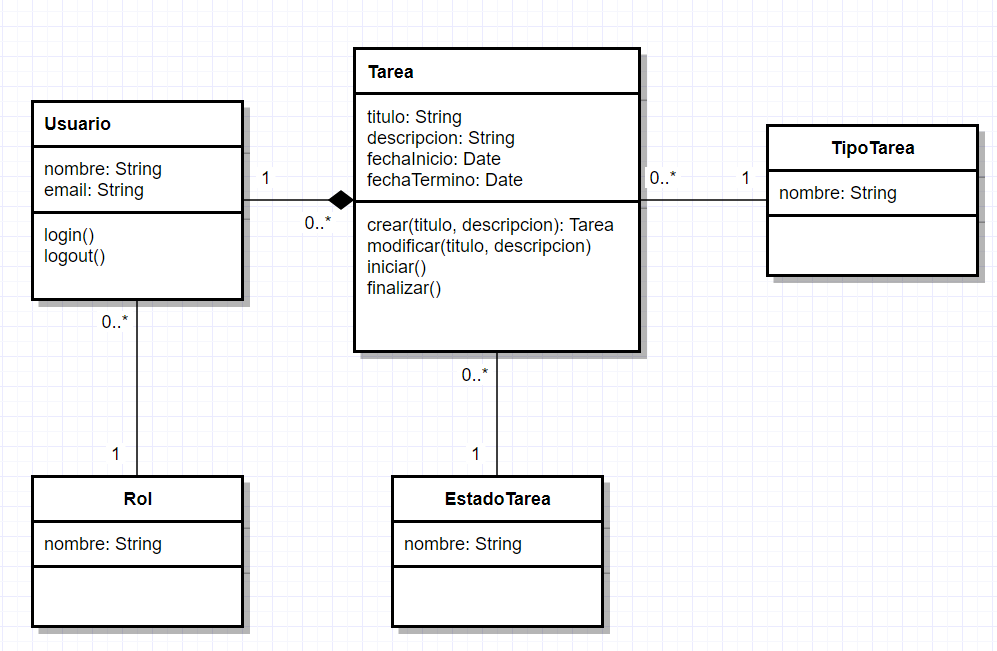 Usuario
nombre: String
email: String
login()
logout()
1
0..*
Tarea
titulo: String
descripcion: String
fechaInicio: Date
fechaTermino: Date
crear(titulo, descripcion): Tarea
modificar(titulo, descripcion)
iniciar()
finalizar()
0..*
1
TipoTarea
nombre: String
0..*
1
Rol
nombre: String
0..*
1
EstadoTarea
nombre: String